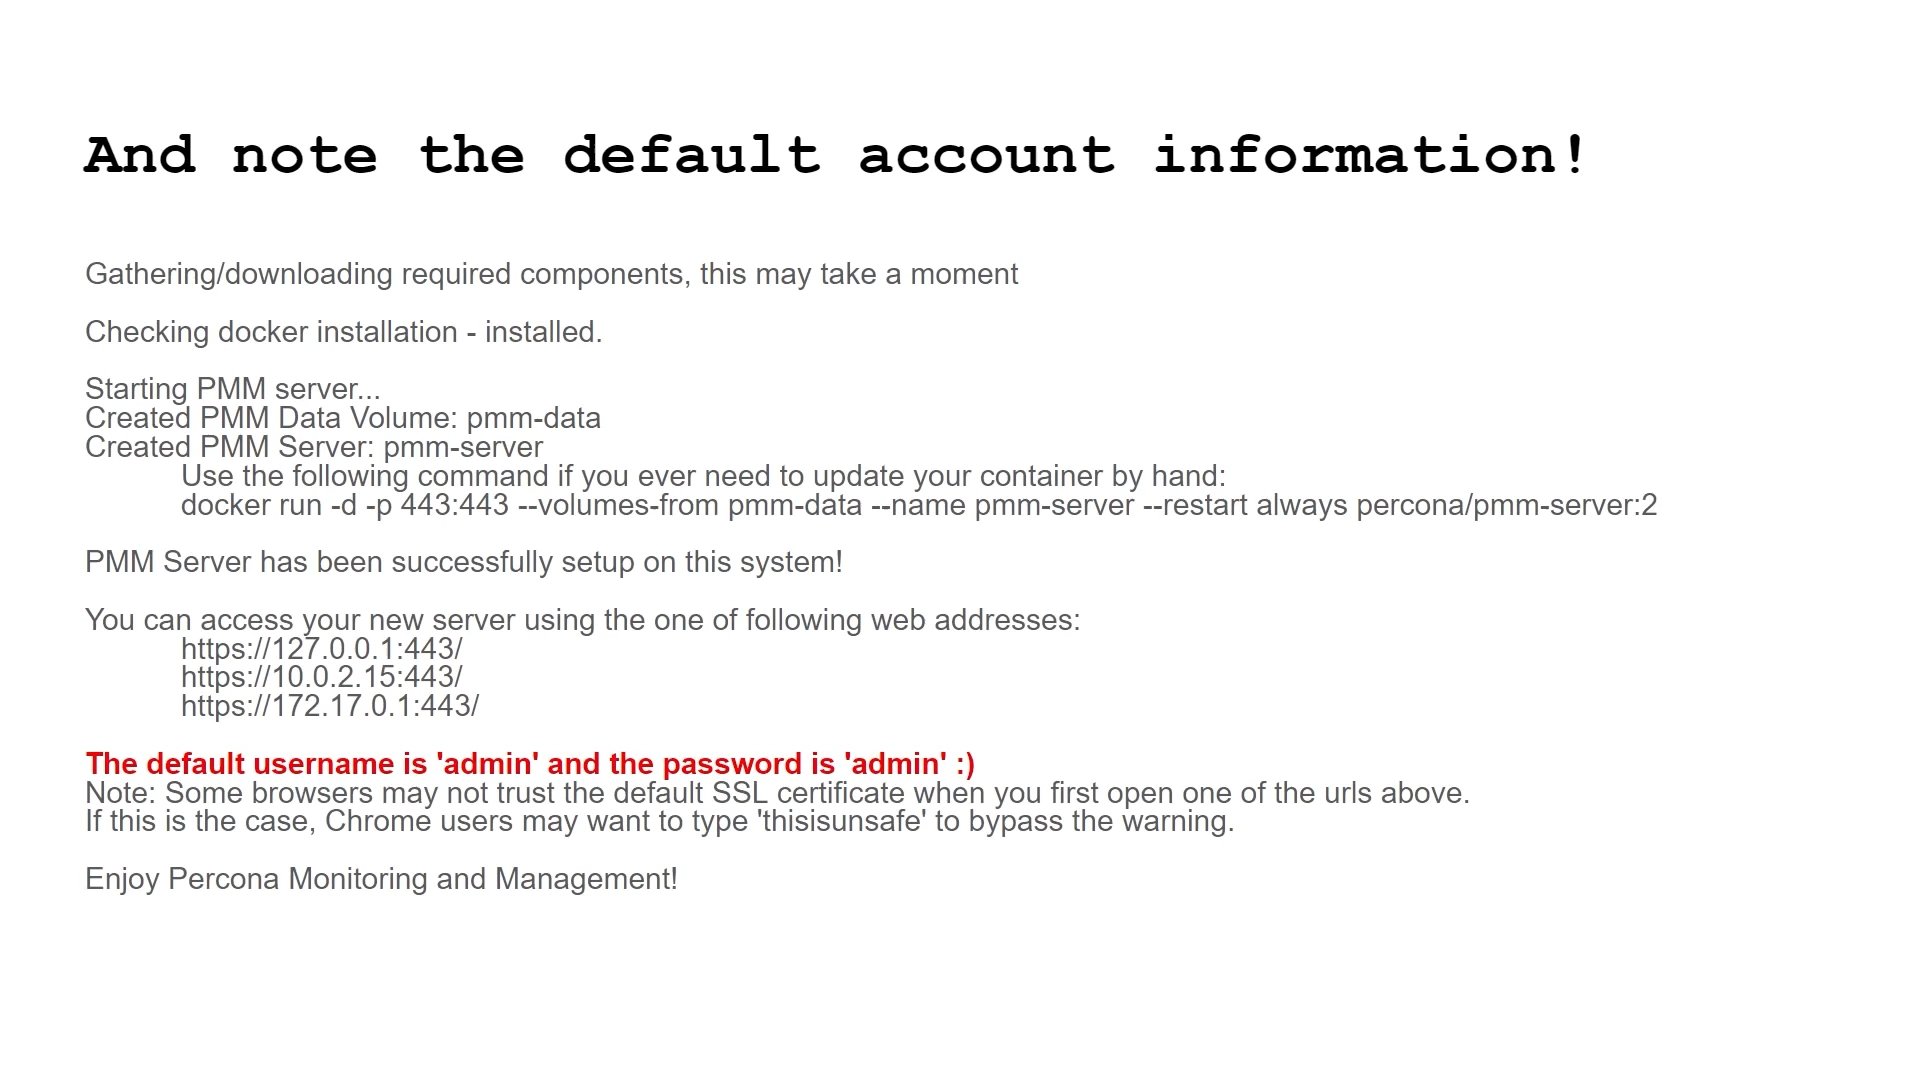 And note the default account information!
Gathering/downloading required components, this may take a moment
Checking docker installation - installed.
Starting PMM server...
Created PMM Data Volume: pmm-data
Created PMM Server: pmm-server
Use the following command if you ever need to update your container by hand:
docker run -d -p 443:443 --volumes-from pmm-data --name pmm-server --restart always percona/pmm-server:2
PMM Server has been successfully setup on this system!
You can access your new server using the one of following web addresses:
https://127.0.0.1:443/
https://10.0.2.15:443/
https://172.17.0.1:443/
The default username is 'admin' and the password is 'admin' :)
Note: Some browsers may not trust the default SSL certificate when you first open one of the urls above.
If this is the case, Chrome users may want to type 'thisisunsafe' to bypass the warning.
Enjoy Percona Monitoring and Management!